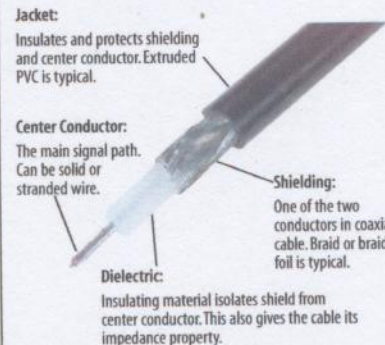 Jacket:
Insulates and protects shielding
and center conductor. Extruded
PVC is typical.
Center Conductor:
The main signal path.
Can be solid or
stranded wire.
Shielding:
One of the two
conductors in coaxia
cable. Braid or braid
foil is typical.
Dielectric:
Insulating material isolates shield from
center conductor. This also gives the cable its
impedance property.